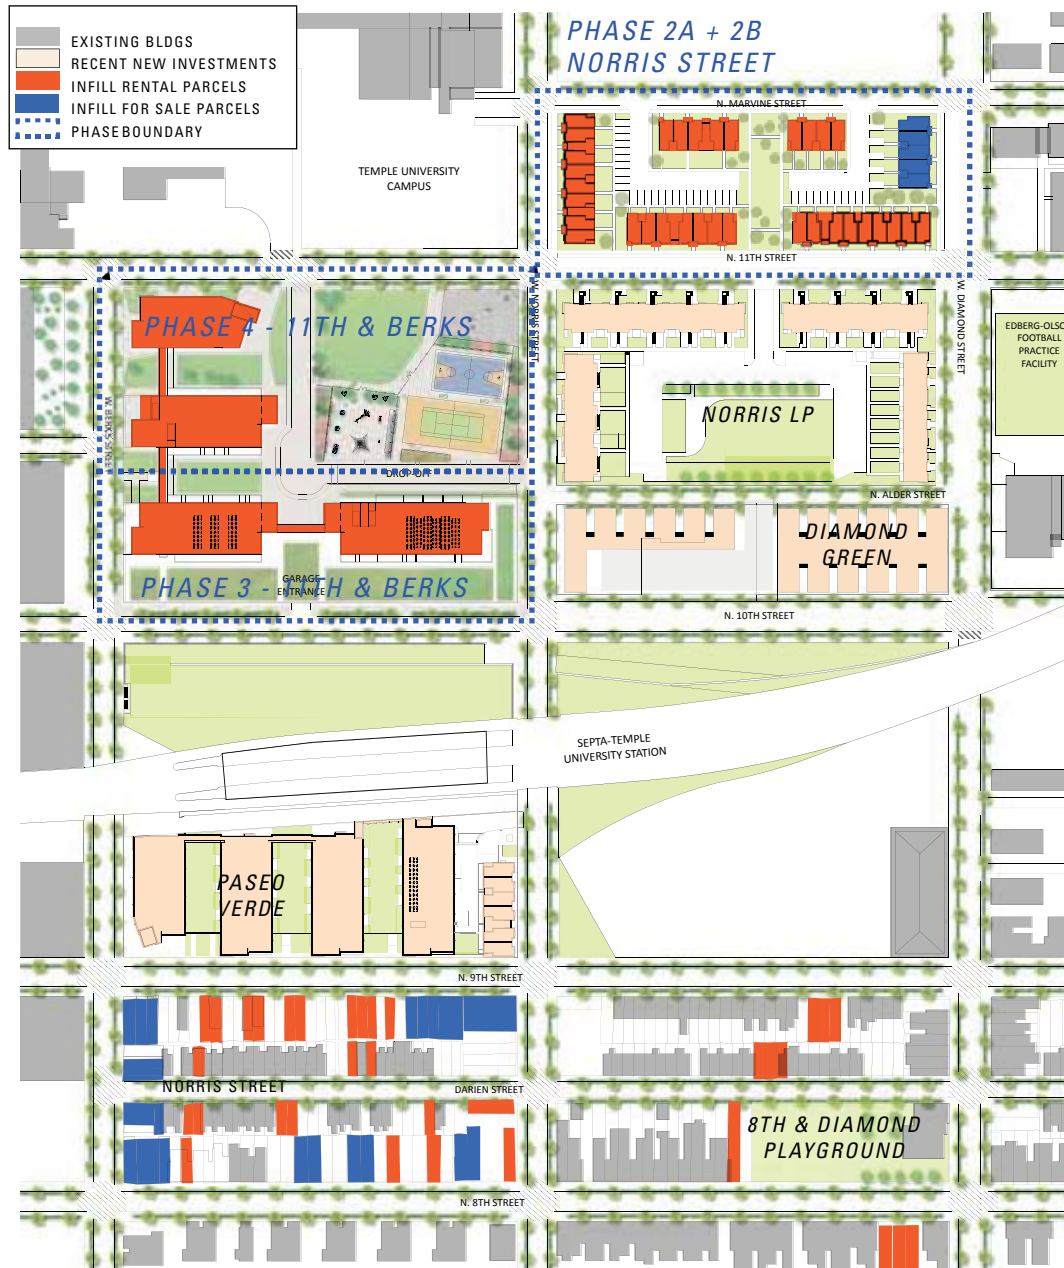 EXISTING BLDGS
RECENT NEW INVESTMENTS
INFILL RENTAL PARCELS
INFILL FOR SALE PARCELS
PHASE BOUNDARY
PHASE 2A + 2B
NORRIS STREET
N. MARVINE STREET
TEMPLE UNIVERSITY
CAMPUS
N. 11TH STREET
W. NORRIS STREET
W. DIAMOND STREET
PHASE 4 - 11TH & BERKS
EDBERG-OLSO
FOOTBALL
PRACTICE
FACILITY
W. BERKS STREET
NORRIS LP
DROP-OFF
N. ALDER STREET
DIAMOND
GREEN
GARAGE
ENTRANCE
PHASE 3 - 11TH & BERKS
N. 10TH STREET
SEPTA-TEMPLE
UNIVERSITY STATION
PASEO
VERDE
N. 9TH STREET
NORRIS STREET
DARIEN STREET
8TH & DIAMOND
PLAYGROUND
N. 8TH STREET